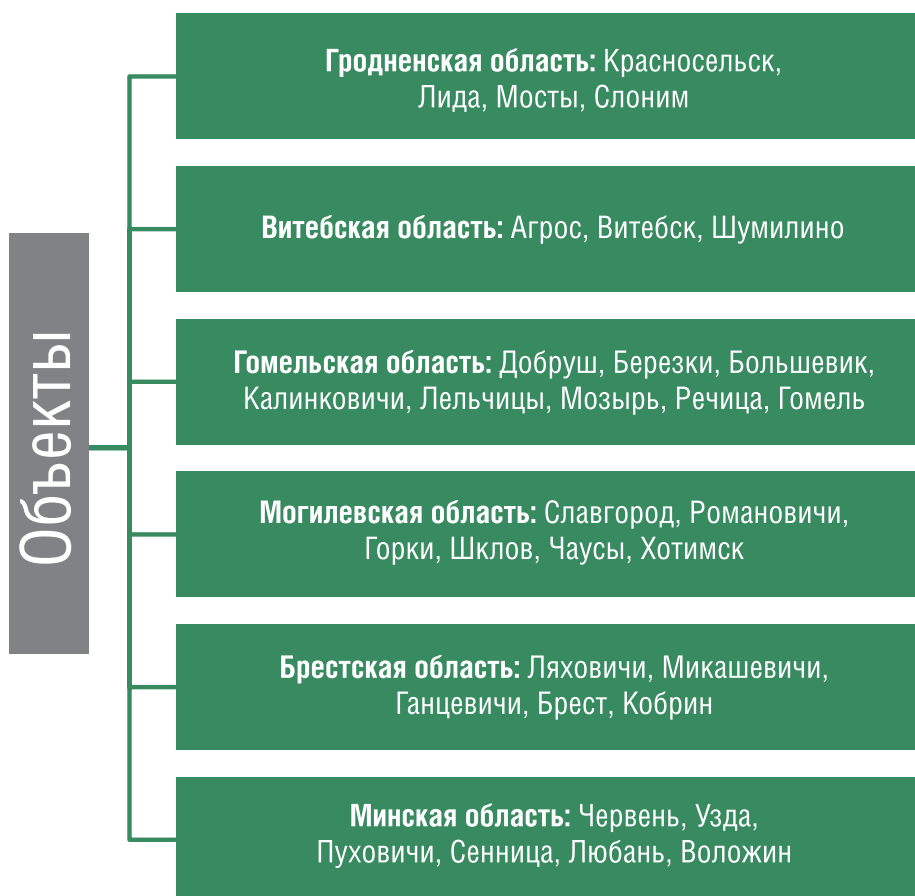 Объекты
Гродненская область: Красносельск,
Лида, Мосты, Слоним
Витебская область: Агрос, Витебск, Шумилино
Гомельская область: Добруш, Березки, Большевик,
Калинковичи, Лельчицы, Мозырь, Речица, Гомель
Могилевская область: Славгород, Романовичи,
Горки, Шклов, Чаусы, Хотимск
Брестская область: Ляховичи, Микашевичи,
Ганцевичи, Брест, Кобрин
Минская область: Червень, Узда,
Пуховичи, Сенница, Любань, Воложин